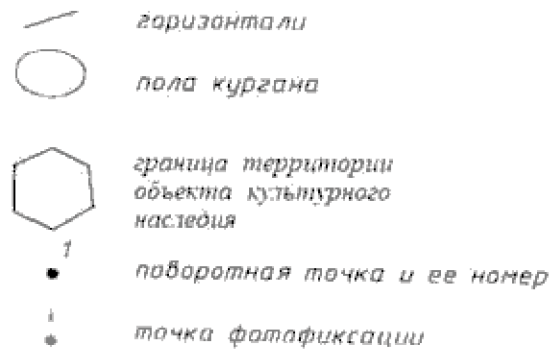 горизонтали
пола кургана
граница территории
объекта культурного
наследия
1
поворотная точка и ее номер
точка фотофиксации